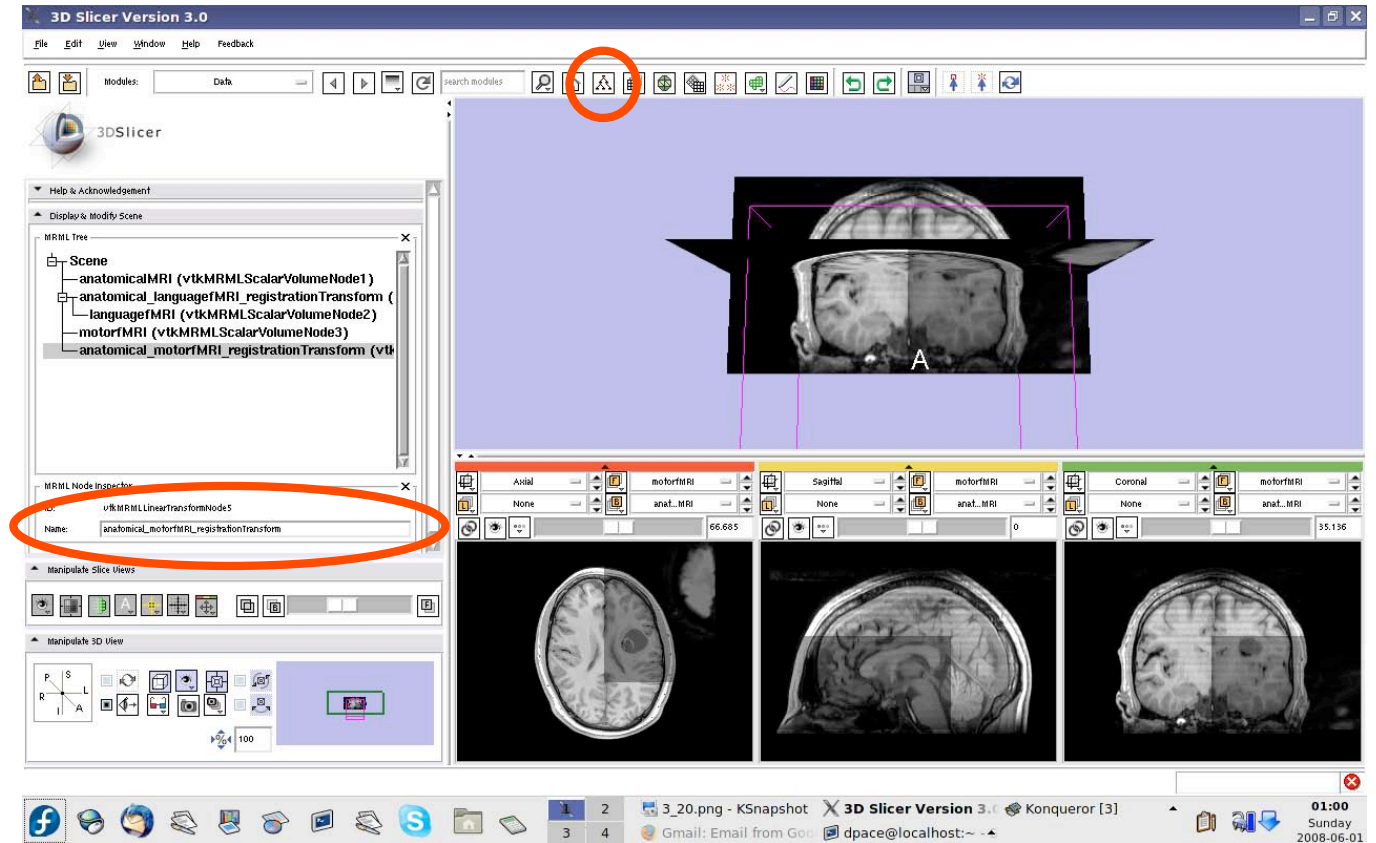 3D Slicer Version 3.0
File Edit View Window Help Feedback
Modules: Data search modules
3DSlicer
Help & Acknowledgement
Display & Modify Scene
MRML Tree
Scene
anatomicalMRI (vtkMRMLScalarVolumeNode1)
anatomical_languagefMRI_registrationTransform (
languagefMRI (vtkMRMLScalarVolumeNode2)
motorfMRI (vtkMRMLScalarVolumeNode3)
anatomical_motorfMRI_registrationTransform (vtk
MRML Node Inspector
ID: vtkMRMLLinearTransformNode5
Name: anatomical_motorfMRI_registrationTransform
Manipulate Slice Views
B F
Manipulate 3D View
P S
R L
I A
% 100
A
Axial F motorfMRI
None B anat...MRI
66.685
Sagittal F motorfMRI
None B anat...MRI
0
Coronal F motorfMRI
None B anat...MRI
35.136
1 2
3 4
3_20.png - KSnapshot
3D Slicer Version 3.0
Konqueror [3]
Gmail: Email from Goo
dpace@localhost:~ -
01:00
Sunday
2008-06-01